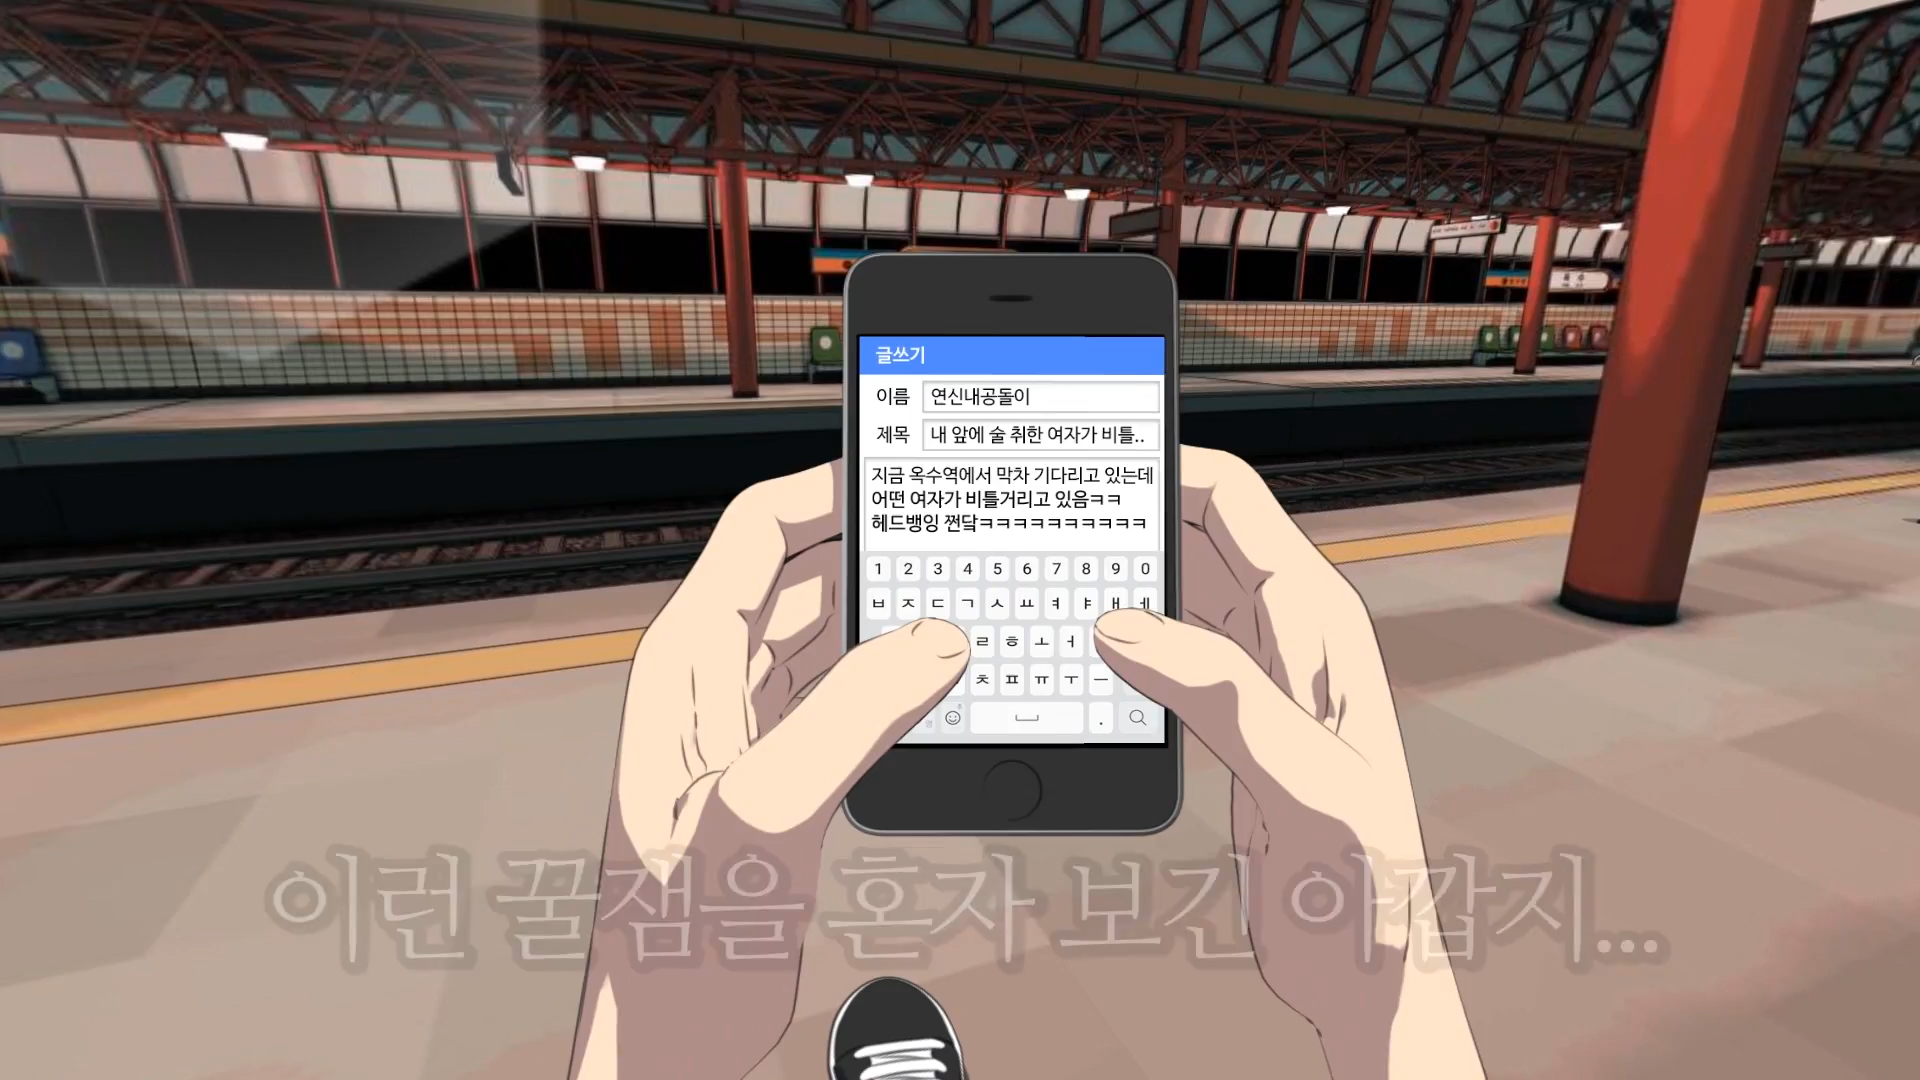 글쓰기
이름 연신내공돌이
제목 내 앞에 술 취한 여자가 비틀..
지금 옥수역에서 막차 기다리고 있는데
어떤 여자가 비틀거리고 있음ㅋㅋ
헤드뱅잉 쩐닼ㅋㅋㅋㅋㅋㅋㅋㅋㅋㅋ
1 2 3 4 5 6 7 8 9 0
ㅂ ㅈ ㄷ ㄱ ㅅ ㅛ ㅕ ㅑ ㅐ ㅔ
ㄹ ㅎ ㅗ ㅓ
ㅊ ㅍ ㅠ ㅜ ㅡ
.
이런 꿀잼을 혼자 보긴 아깝지...